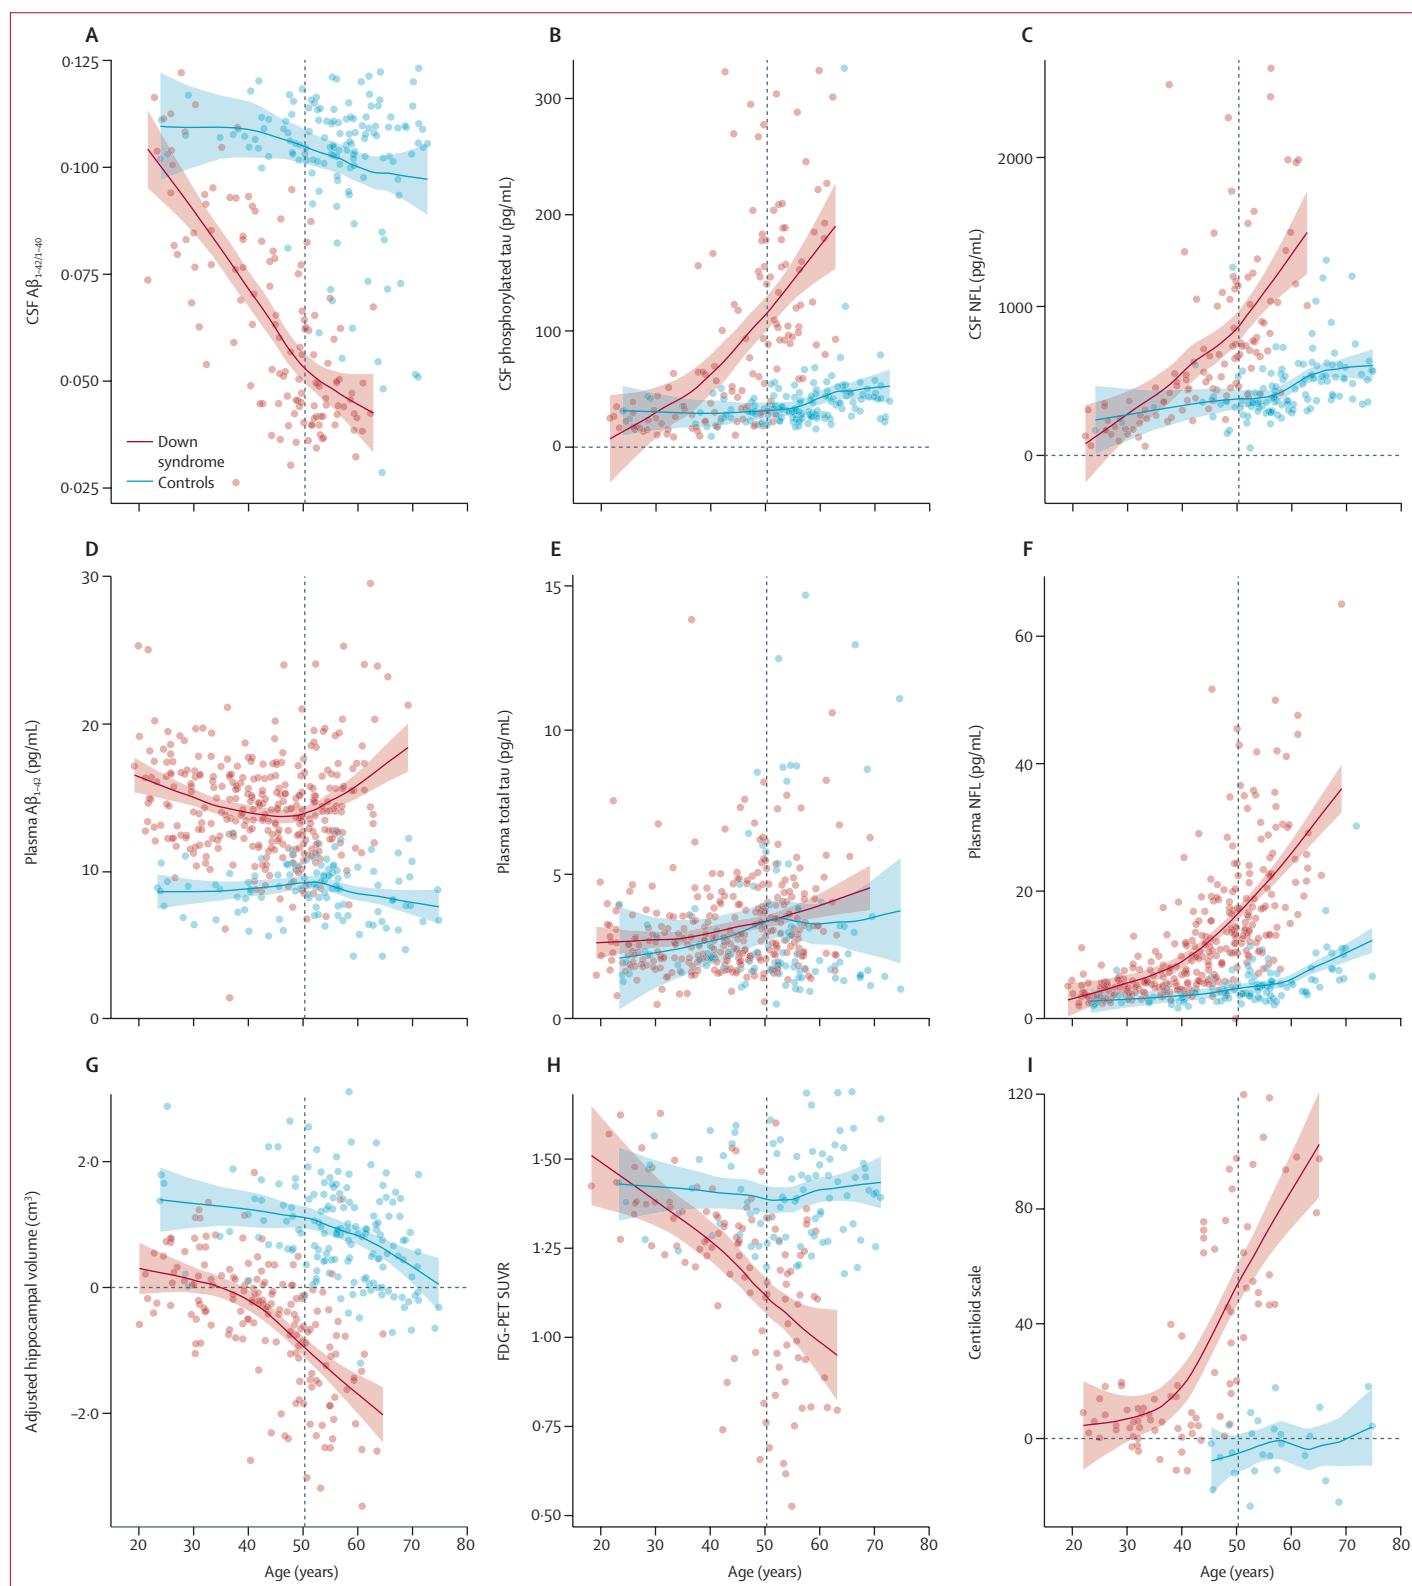 A
B
C
0·125
0·100
0·075
0·050
0·025
CSF Aβ1–42/1–40
Down
syndrome
Controls
300
200
100
0
CSF phosphorylated tau (pg/mL)
2000
1000
0
CSF NFL (pg/mL)
D
E
F
30
20
10
0
Plasma Aβ1–42 (pg/mL)
15
10
5
0
Plasma total tau (pg/mL)
60
40
20
0
Plasma NFL (pg/mL)
G
H
I
2·0
0
–2·0
Adjusted hippocampal volume (cm³)
20 30 40 50 60 70 80
Age (years)
1·50
1·25
1·00
0·75
0·50
FDG-PET SUVR
20 30 40 50 60 70 80
Age (years)
120
80
40
0
Centiloid scale
20 30 40 50 60 70 80
Age (years)